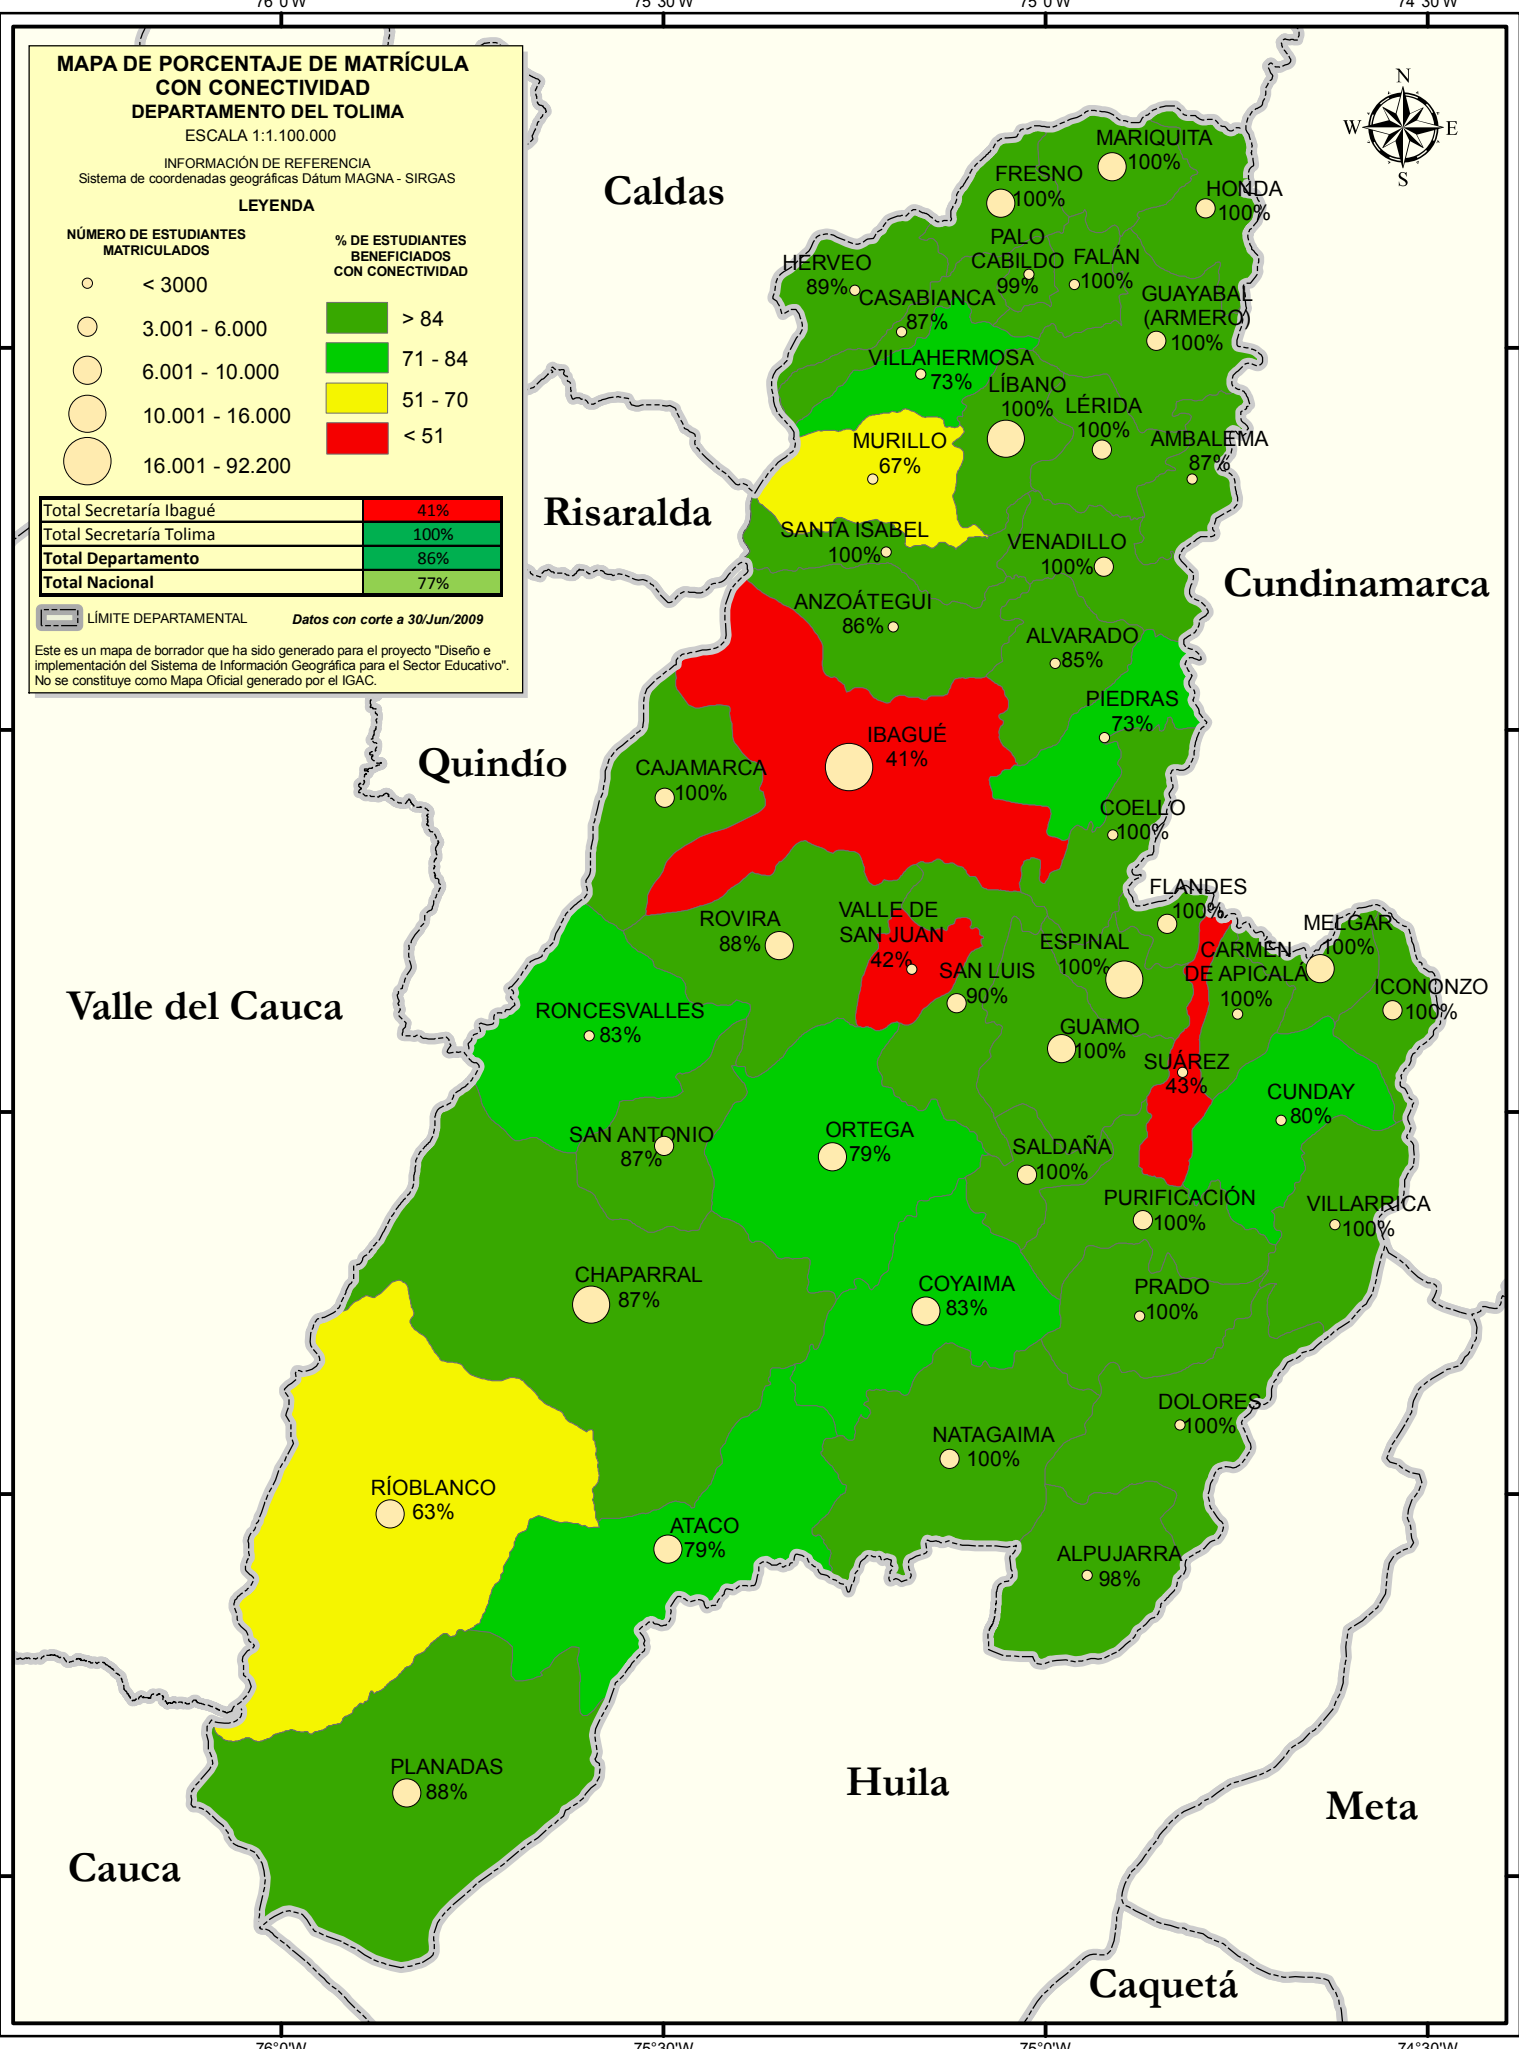 76°0'W
75°30'W
75°0'W
74°30'W
MAPA DE PORCENTAJE DE MATRÍCULA
CON CONECTIVIDAD
DEPARTAMENTO DEL TOLIMA
ESCALA 1:1.100.000
INFORMACIÓN DE REFERENCIA
Sistema de coordenadas geográficas Dátum MAGNA - SIRGAS
LEYENDA
NÚMERO DE ESTUDIANTES
MATRICULADOS
< 3000
3.001 - 6.000
6.001 - 10.000
10.001 - 16.000
16.001 - 92.200
% DE ESTUDIANTES
BENEFICIADOS
CON CONECTIVIDAD
> 84
71 - 84
51 - 70
< 51
Total Secretaría Ibagué 41%
Total Secretaría Tolima 100%
Total Departamento 86%
Total Nacional 77%
LÍMITE DEPARTAMENTAL
Datos con corte a 30/Jun/2009
Este es un mapa de borrador que ha sido generado para el proyecto "Diseño e
implementación del Sistema de Información Geográfica para el Sector Educativo".
No se constituye como Mapa Oficial generado por el IGAC.
N
W
E
S
Caldas
MARIQUITA
100%
FRESNO
100%
HONDA
100%
PALO
CABILDO
99%
FALÁN
100%
HERVEO
89%
CASABIANCA
87%
GUAYABAL
(ARMERO)
100%
VILLAHERMOSA
73%
LÍBANO
100%
LÉRIDA
100%
MURILLO
67%
AMBALEMA
87%
Risaralda
SANTA ISABEL
100%
VENADILLO
100%
Cundinamarca
ANZOÁTEGUI
86%
ALVARADO
85%
PIEDRAS
73%
Quindío
IBAGUÉ
41%
CAJAMARCA
100%
COELLO
100%
FLANDES
100%
ROVIRA
88%
VALLE DE
SAN JUAN
42%
ESPINAL
100%
MELGAR
100%
CARMEN
DE APICALÁ
100%
SAN LUIS
90%
ICONONZO
100%
Valle del Cauca
RONCESVALLES
83%
GUAMO
100%
SUÁREZ
43%
CUNDAY
80%
SAN ANTONIO
87%
ORTEGA
79%
SALDAÑA
100%
PURIFICACIÓN
100%
VILLARRICA
100%
CHAPARRAL
87%
COYAIMA
83%
PRADO
100%
DOLORES
100%
NATAGAIMA
100%
RÍOBLANCO
63%
ATACO
79%
ALPUJARRA
98%
PLANADAS
88%
Huila
Meta
Cauca
Caquetá
76°0'W
75°30'W
75°0'W
74°30'W